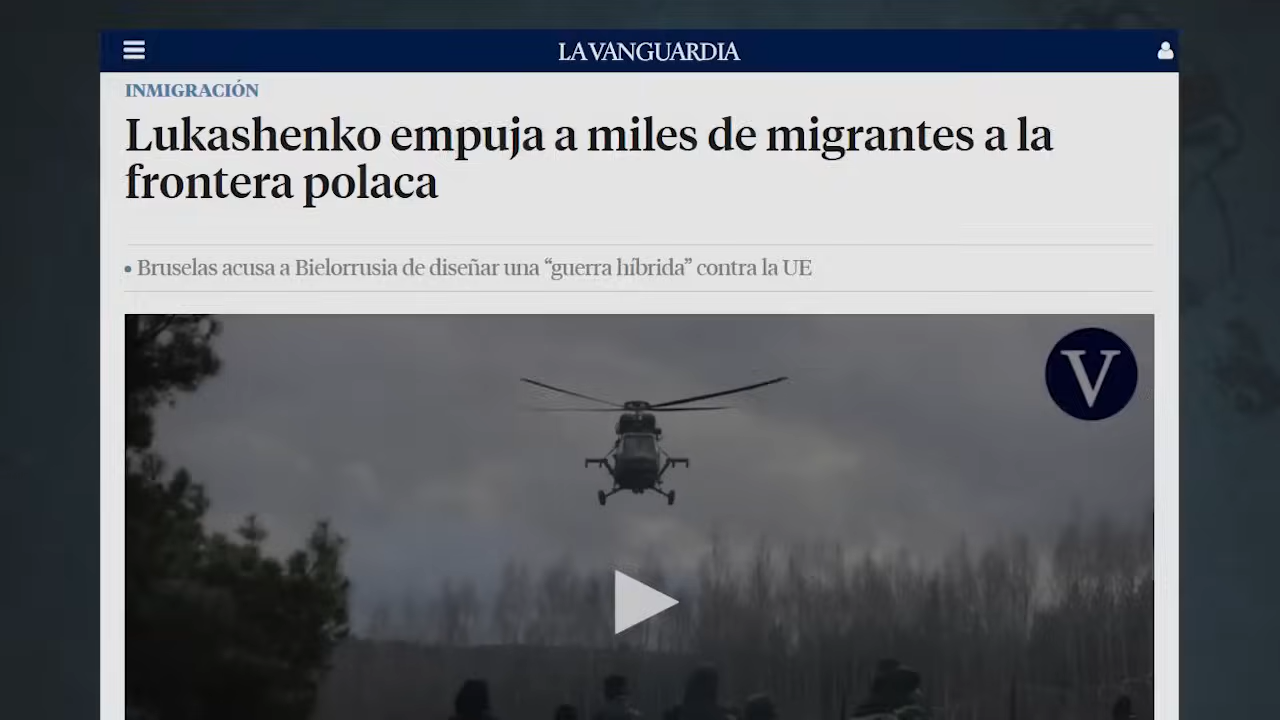 LA VANGUARDIA
INMIGRACIÓN
Lukashenko empuja a miles de migrantes a la
frontera polaca
• Bruselas acusa a Bielorrusia de diseñar una “guerra híbrida” contra la UE
V